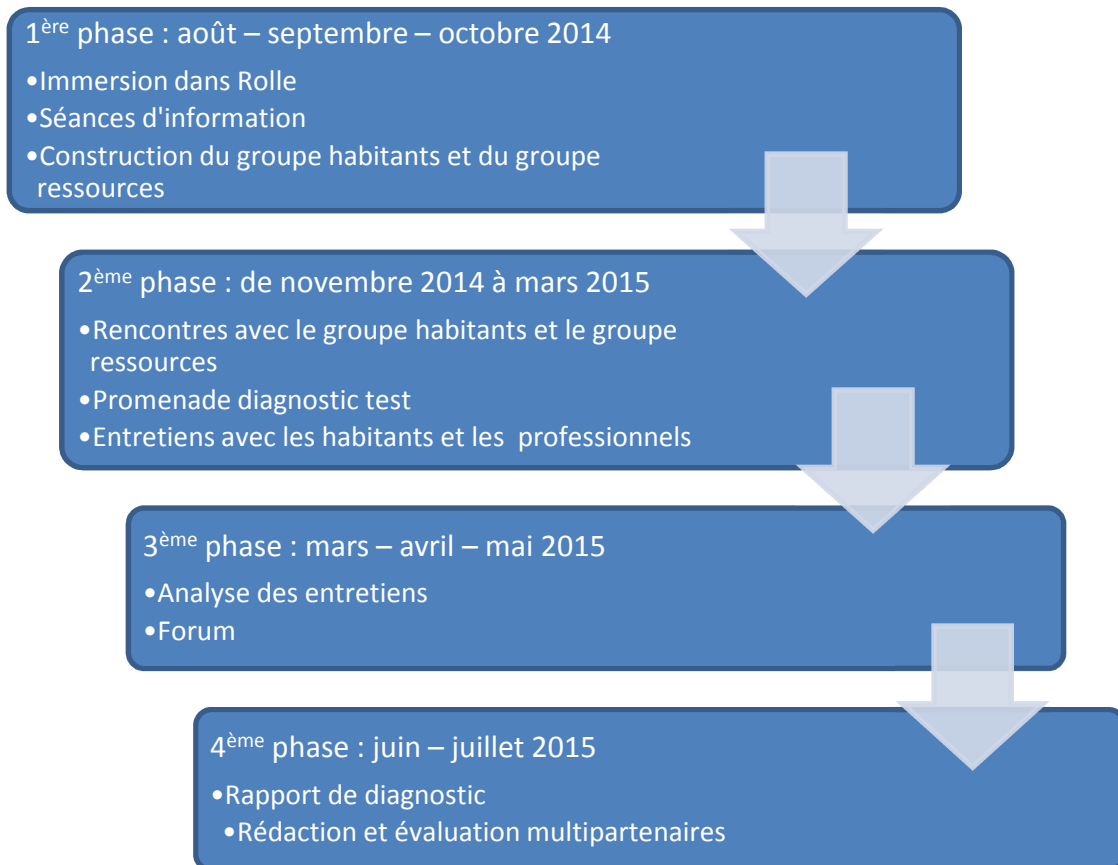 1ère phase : août – septembre – octobre 2014
•Immersion dans Rolle
•Séances d'information
•Construction du groupe habitants et du groupe
ressources
2ème phase : de novembre 2014 à mars 2015
•Rencontres avec le groupe habitants et le groupe
ressources
•Promenade diagnostic test
•Entretiens avec les habitants et les professionnels
3ème phase : mars – avril – mai 2015
•Analyse des entretiens
•Forum
4ème phase : juin – juillet 2015
•Rapport de diagnostic
•Rédaction et évaluation multipartenaires